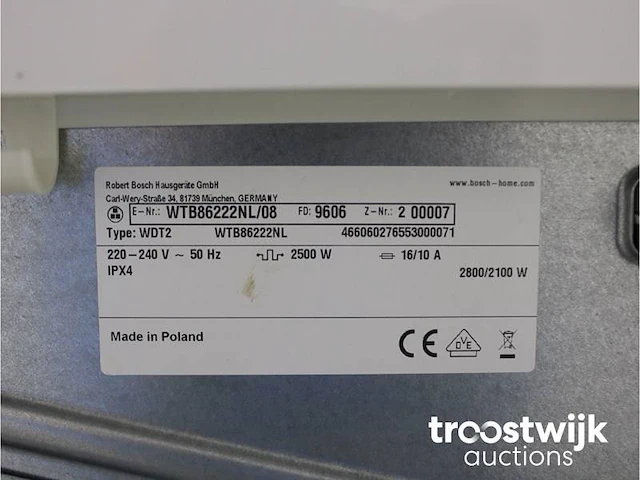 Robert Bosch Hausgeräte GmbH
Carl-Wery-Straße 34, 81739 München, GERMANY
www.bosch-home.com
E-Nr.: WTB86222NL/08 FD: 9606 Z-Nr.: 2 00007
Type: WDT2 WTB86222NL 466060276553000071
220-240 V ~ 50 Hz 2500 W 16/10 A
IPX4 2800/2100 W
Made in Poland
CE DVE
troostwijk
auctions